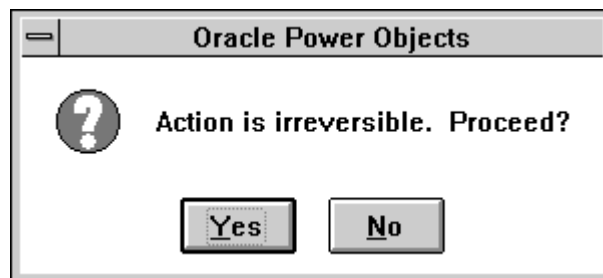 Oracle Power Objects
Action is irreversible.  Proceed?
Yes No